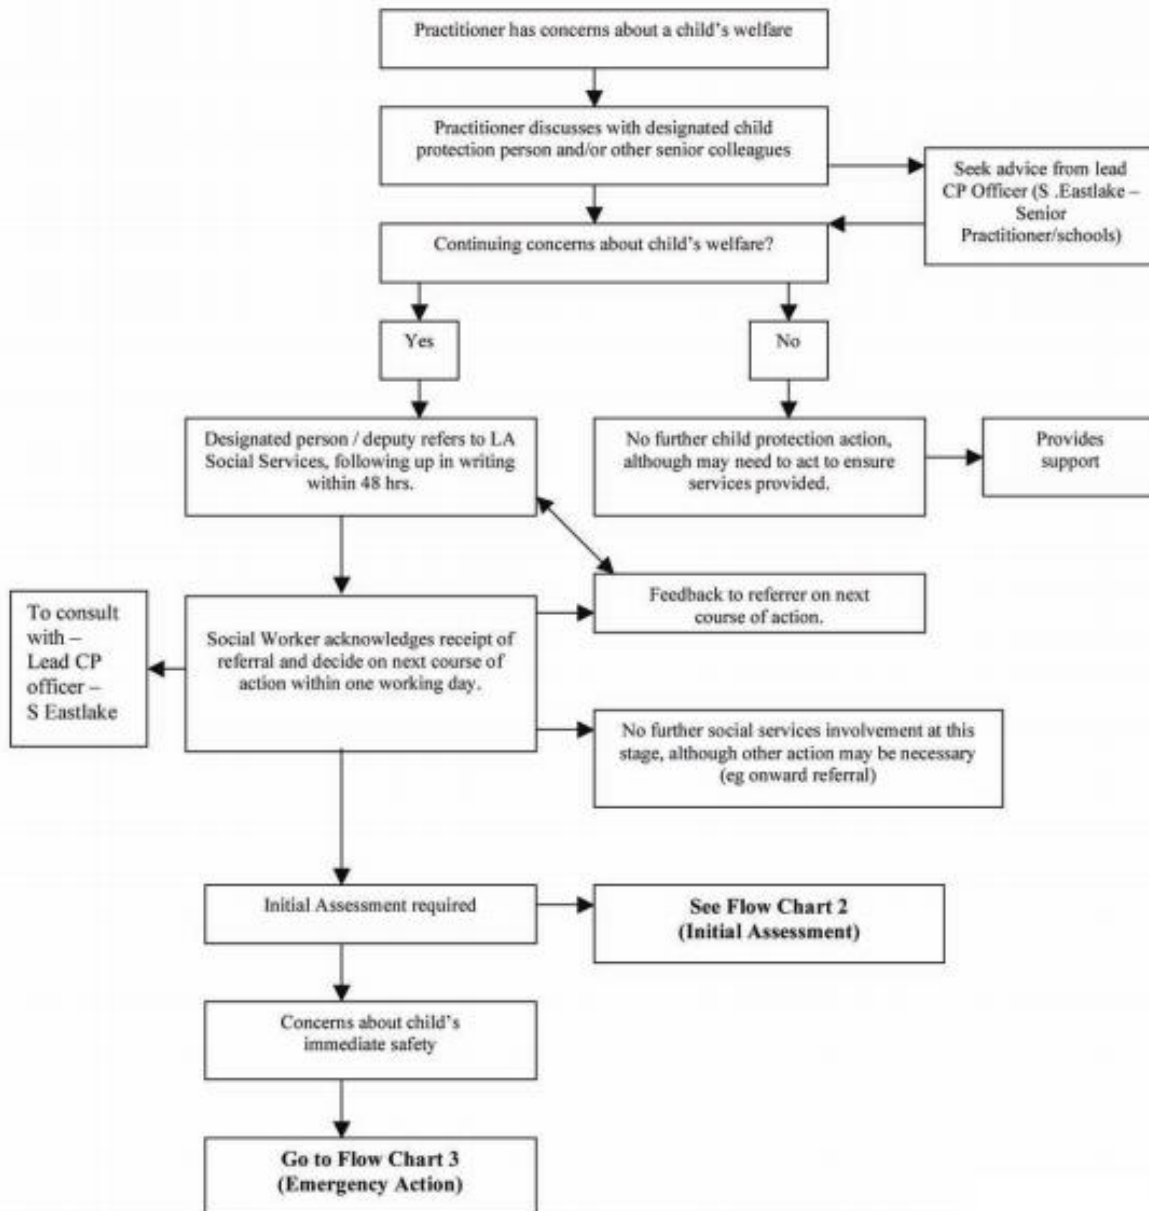 Practitioner has concerns about a child's welfare
Practitioner discusses with designated child
protection person and/or other senior colleagues
Seek advice from lead
CP Officer (S .Eastlake –
Senior
Practitioner/schools)
Continuing concerns about child's welfare?
Yes
No
Designated person / deputy refers to LA
Social Services, following up in writing
within 48 hrs.
No further child protection action,
although may need to act to ensure
services provided.
Provides
support
Feedback to referrer on next
course of action.
To consult
with –
Lead CP
officer –
S Eastlake
Social Worker acknowledges receipt of
referral and decide on next course of
action within one working day.
No further social services involvement at this
stage, although other action may be necessary
(eg onward referral)
Initial Assessment required
See Flow Chart 2
(Initial Assessment)
Concerns about child's
immediate safety
Go to Flow Chart 3
(Emergency Action)